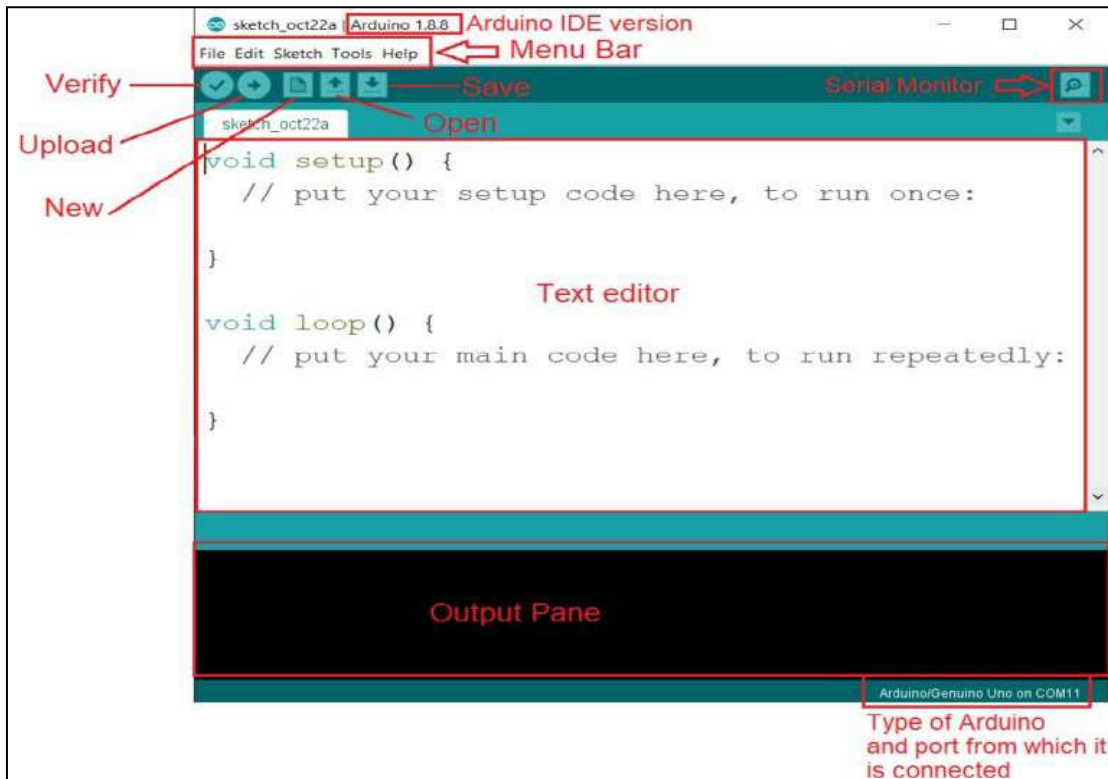 sketch_oct22a | Arduino 1.8.8 Arduino IDE version
File Edit Sketch Tools Help Menu Bar
Verify
Save
Serial Monitor
sketch_oct22a
Open
Upload
New
void setup() {
// put your setup code here, to run once:
}
Text editor
void loop() {
// put your main code here, to run repeatedly:
}
Output Pane
Arduino/Genuino Uno on COM11
Type of Arduino
and port from which it
is connected